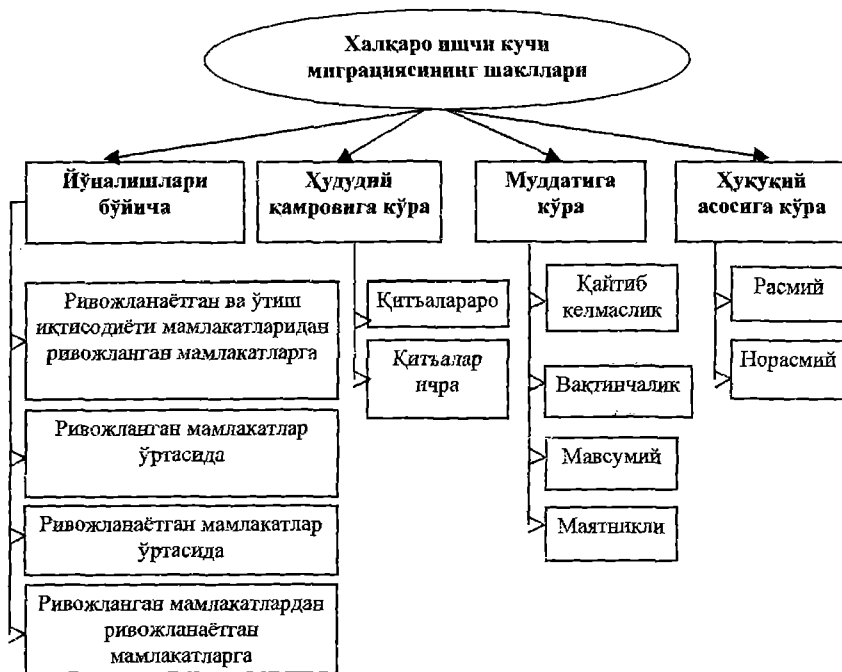 Халқаро ишчи кучи
миграциясининг шакллари
Йўналишлари
бўйича
Ҳудудий
қамровига кўра
Муддатига
кўра
Ҳуқуқий
асосига кўра
Ривожланаётган ва ўтиш
иқтисодиёти мамлакатларидан
ривожланган мамлакатларга
Ривожланган мамлакатлар
ўртасида
Ривожланаётган мамлакатлар
ўртасида
Ривожланган мамлакатлардан
ривожланаётган
мамлакатларга
Қитъалараро
Қитъалар
ичра
Қайтиб
келмаслик
Вақтинчалик
Мавсумий
Маятникли
Расмий
Норасмий